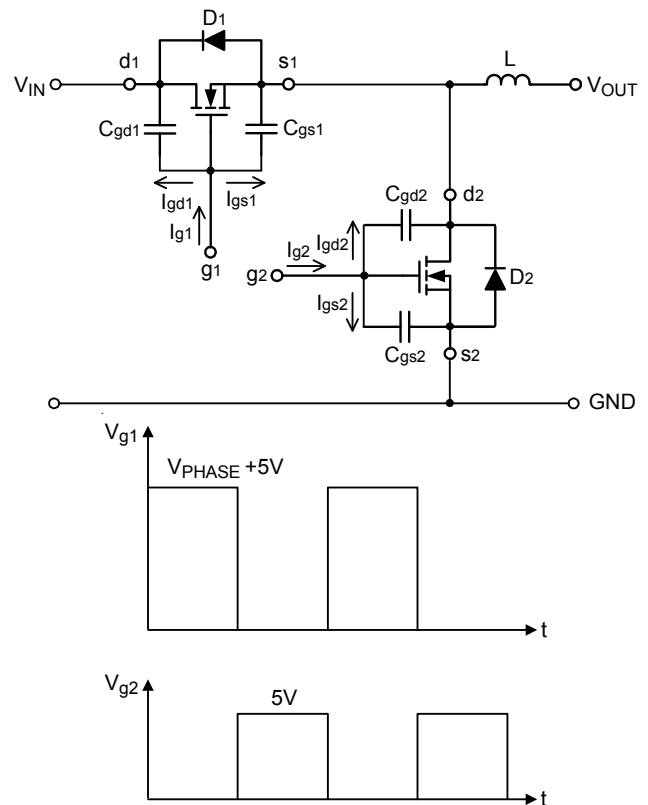 D1
d1
s1
L
VIN
VOUT
Cgd1
Cgs1
Igd1
Igs1
Ig1
g1
Cgd2
d2
Ig2
Igd2
g2
D2
Igs2
Cgs2
s2
GND
Vg1
VPHASE +5V
t
Vg2
5V
t